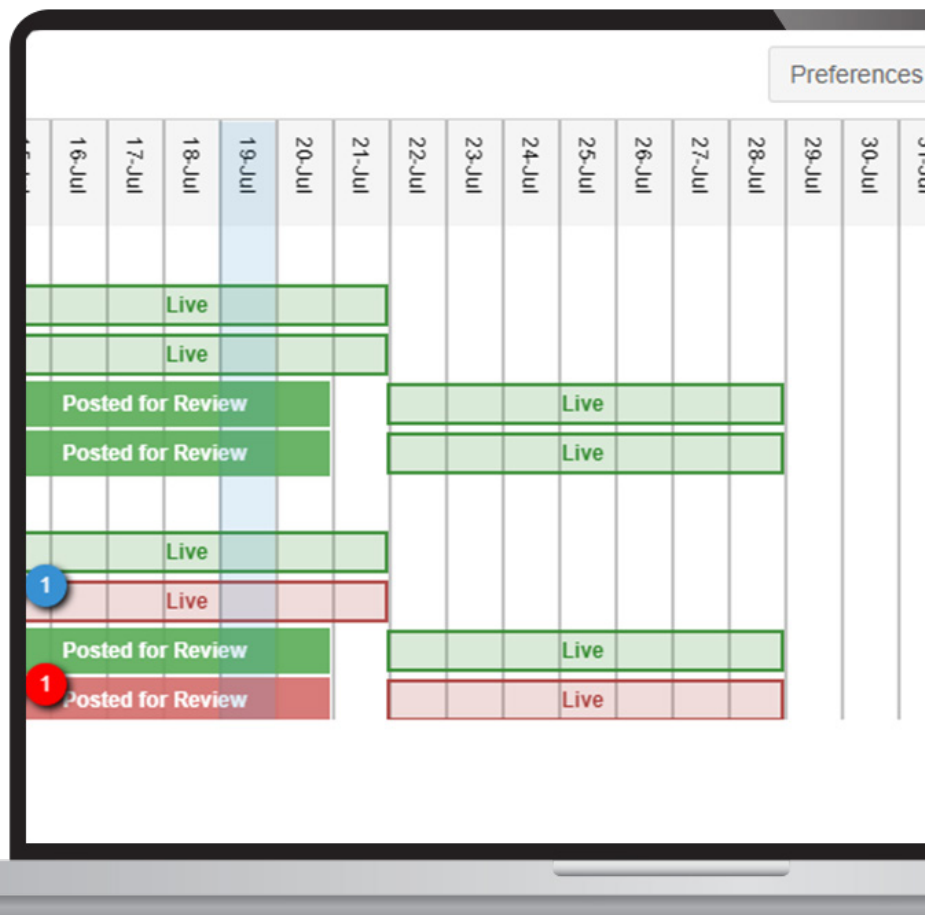 Preferences
16-Jul 17-Jul 18-Jul 19-Jul 20-Jul 21-Jul 22-Jul 23-Jul 24-Jul 25-Jul 26-Jul 27-Jul 28-Jul 29-Jul 30-Jul
Live
Live
Posted for Review Live
Posted for Review Live
Live
1
Live
Posted for Review Live
1
Posted for Review Live